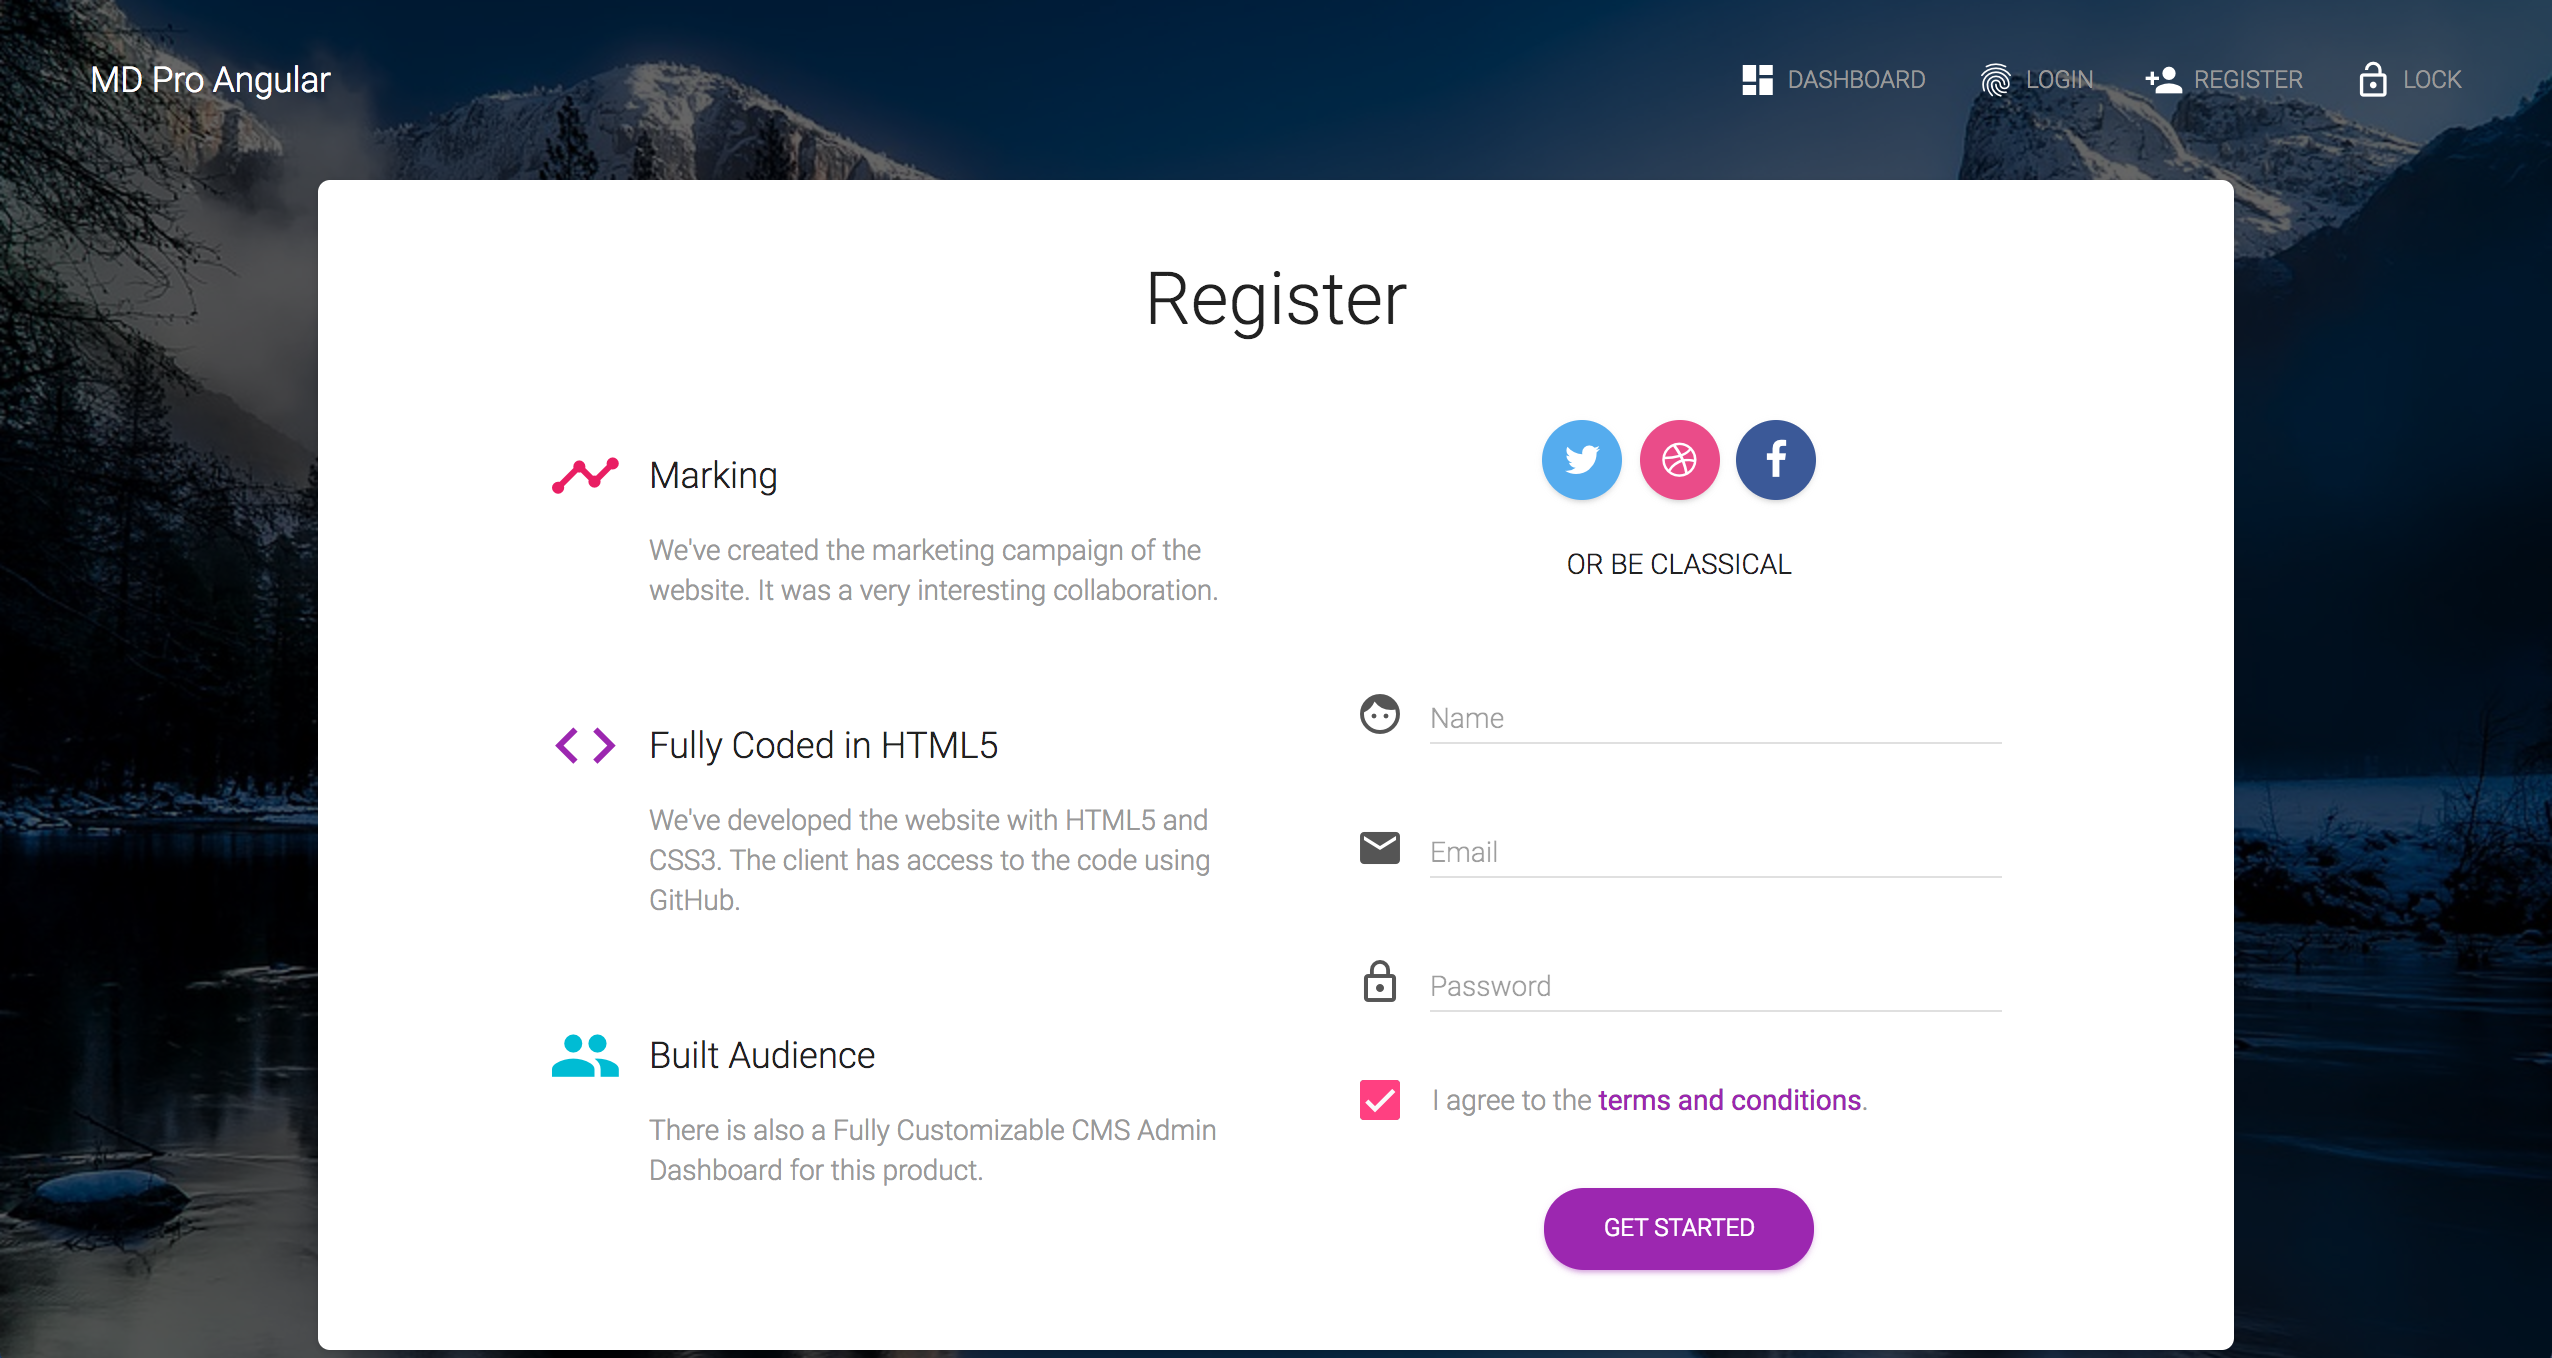 MD Pro Angular
DASHBOARD
LOGIN
REGISTER
LOCK
Register
Marking
We've created the marketing campaign of the
website. It was a very interesting collaboration.
Fully Coded in HTML5
We've developed the website with HTML5 and
CSS3. The client has access to the code using
GitHub.
Built Audience
There is also a Fully Customizable CMS Admin
Dashboard for this product.
OR BE CLASSICAL
Name
Email
Password
I agree to the terms and conditions.
GET STARTED